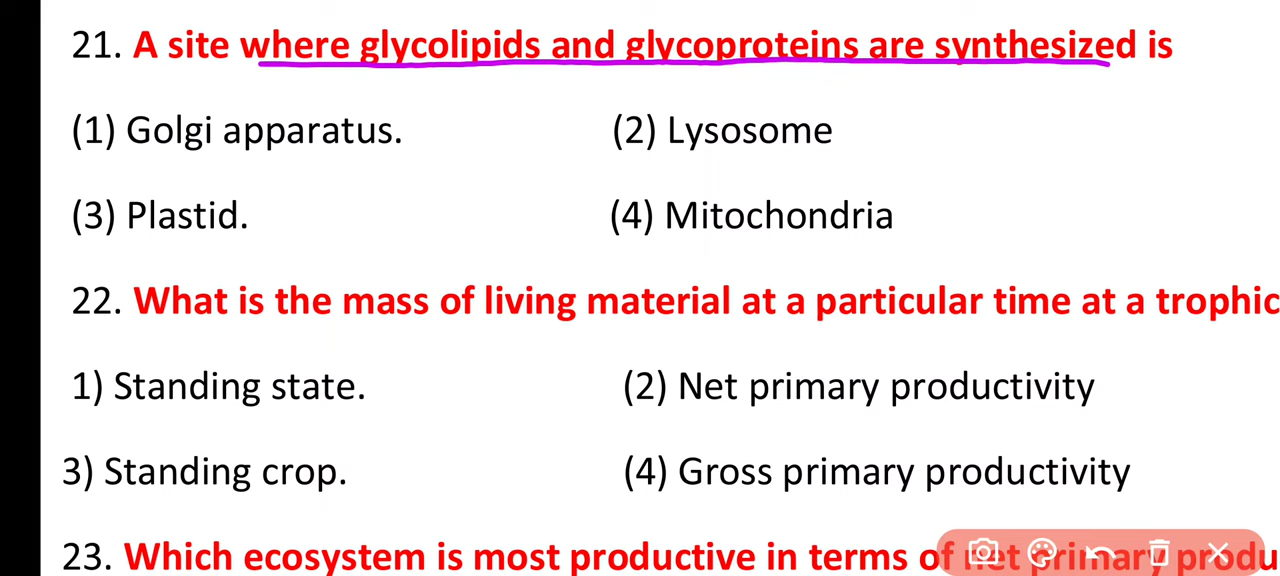 21. A site where glycolipids and glycoproteins are synthesized is
(1) Golgi apparatus. (2) Lysosome
(3) Plastid. (4) Mitochondria
22. What is the mass of living material at a particular time at a trophic
1) Standing state. (2) Net primary productivity
3) Standing crop. (4) Gross primary productivity
23. Which ecosystem is most productive in terms of net primary